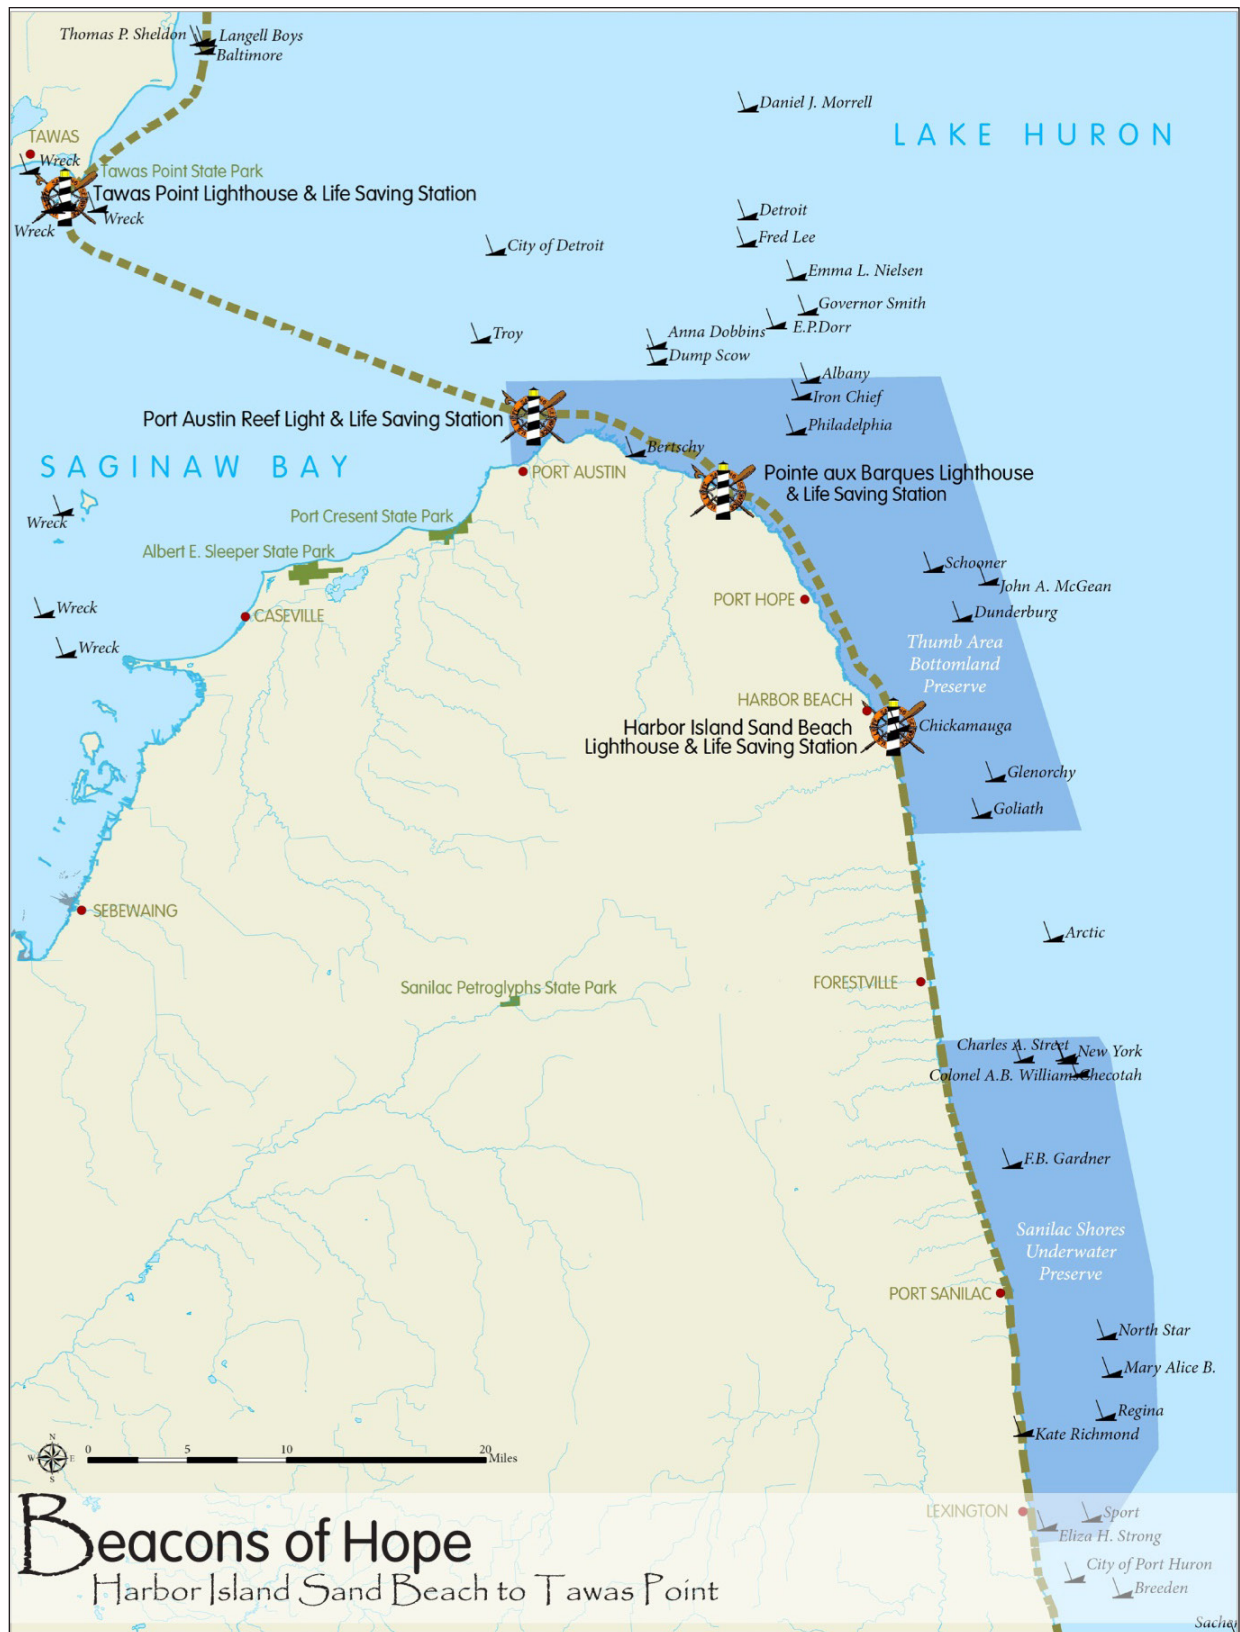 Thomas P. Sheldon
Langell Boys
Baltimore
Daniel J. Morrell
LAKE HURON
TAWAS
Wreck
Tawas Point State Park
Tawas Point Lighthouse & Life Saving Station
Wreck
Wreck
Detroit
Fred Lee
City of Detroit
Emma L. Nielsen
Governor Smith
E.P.Dorr
Anna Dobbins
Troy
Dump Scow
Albany
Iron Chief
Port Austin Reef Light & Life Saving Station
Philadelphia
Bertschy
SAGINAW BAY
PORT AUSTIN
Pointe aux Barques Lighthouse
& Life Saving Station
Wreck
Port Cresent State Park
Albert E. Sleeper State Park
Schooner
John A. McGean
PORT HOPE
Wreck
CASEVILLE
Dunderburg
Wreck
Thumb Area
Bottomland
Preserve
HARBOR BEACH
Harbor Island Sand Beach
Lighthouse & Life Saving Station
Chickamauga
Glenorchy
Goliath
SEBEWAING
Arctic
Sanilac Petroglyphs State Park
FORESTVILLE
Charles A. Street
New York
Colonel A.B. Williams
Checotah
F.B. Gardner
Sanilac Shores
Underwater
Preserve
PORT SANILAC
North Star
Mary Alice B.
Regina
Kate Richmond
N
W E
S
0 5 10 20
Miles
LEXINGTON
Sport
Eliza H. Strong
City of Port Huron
Breeden
Beacons of Hope
Harbor Island Sand Beach to Tawas Point